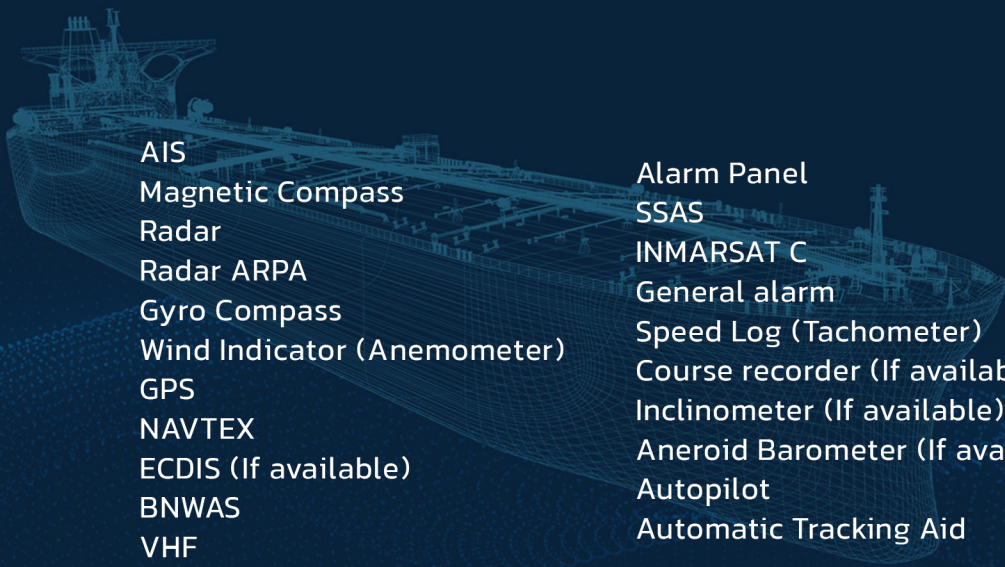 AIS
Magnetic Compass
Radar
Radar ARPA
Gyro Compass
Wind Indicator (Anemometer)
GPS
NAVTEX
ECDIS (If available)
BNWAS
VHF
Alarm Panel
SSAS
INMARSAT C
General alarm
Speed Log (Tachometer)
Course recorder (If
Inclinometer (If available)
Aneroid Barometer (If
Autopilot
Automatic Tracking Aid